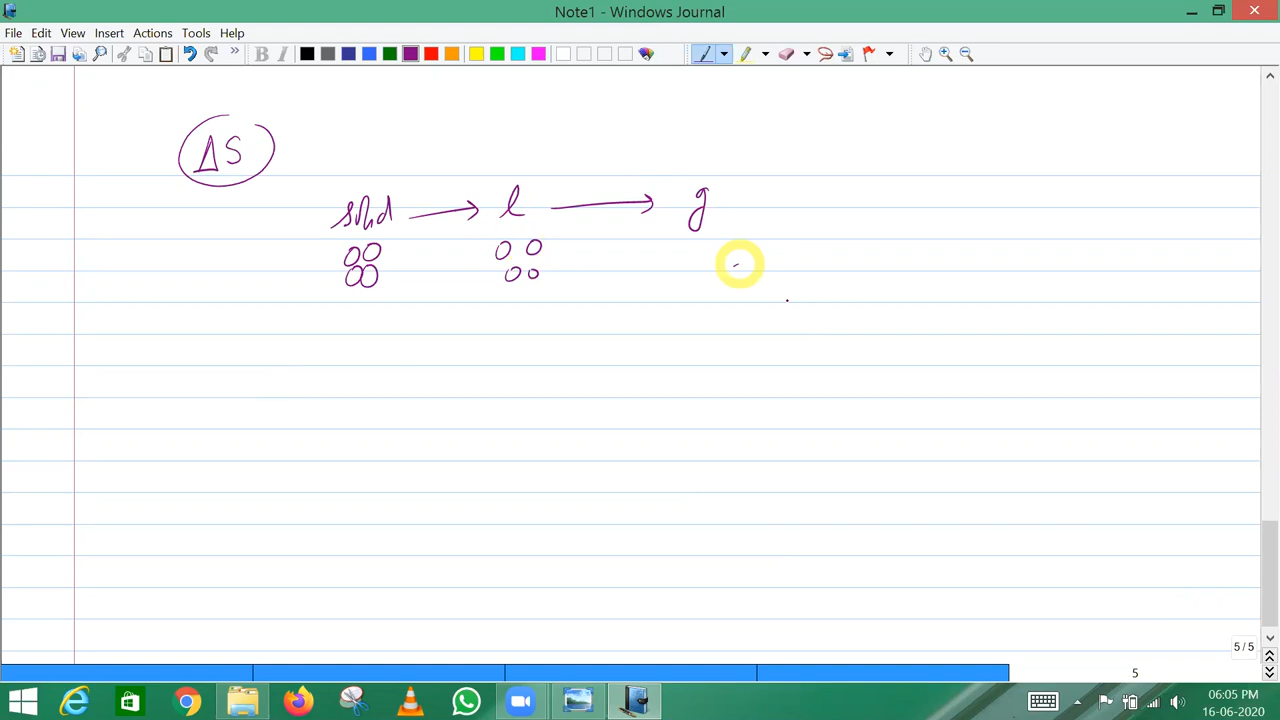 Note1 - Windows Journal
File Edit View Insert Actions Tools Help
B I
ΔS
solid → l → g
5 / 5
5
06:05 PM
16-06-2020